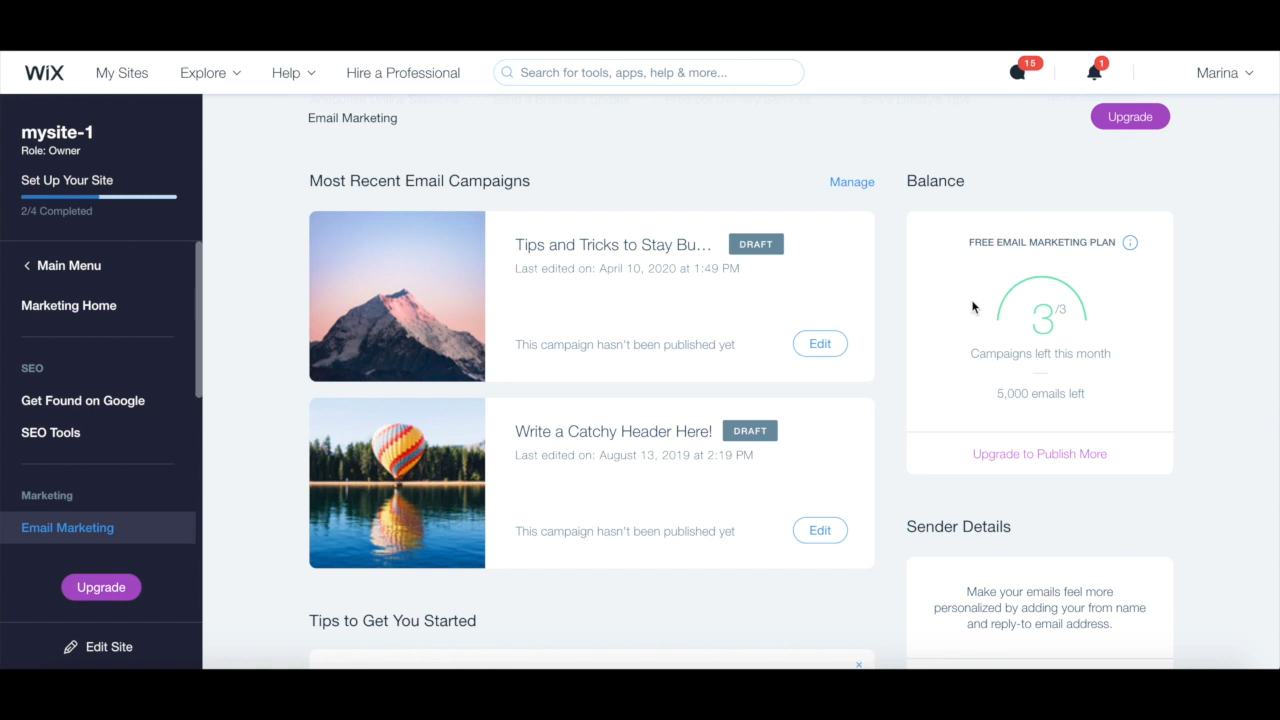 WiX
My Sites
Explore
Help
Hire a Professional
Search for tools, apps, help & more...
15
1
Marina
mysite-1
Role: Owner
Set Up Your Site
2/4 Completed
Main Menu
Marketing Home
SEO
Get Found on Google
SEO Tools
Marketing
Email Marketing
Upgrade
Edit Site
Email Marketing
Upgrade
Most Recent Email Campaigns
Manage
Tips and Tricks to Stay Bu...
DRAFT
Last edited on: April 10, 2020 at 1:49 PM
This campaign hasn't been published yet
Edit
Write a Catchy Header Here!
DRAFT
Last edited on: August 13, 2019 at 2:19 PM
This campaign hasn't been published yet
Edit
Tips to Get You Started
Balance
FREE EMAIL MARKETING PLAN
3/3
Campaigns left this month
5,000 emails left
Upgrade to Publish More
Sender Details
Make your emails feel more
personalized by adding your from name
and reply-to email address.